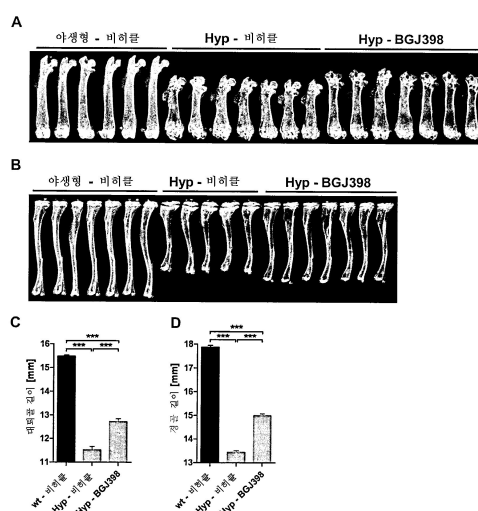 A
야생형 - 비히클 Hyp - 비히클 Hyp - BGJ398
B
야생형 - 비히클 Hyp - 비히클 Hyp - BGJ398
C
대퇴골 길이 [mm]
16
15
14
13
12
11
*** 
*** ***
wt - 비히클
Hyp - 비히클
Hyp - BGJ398
D
경골 길이 [mm]
18
17
16
15
14
13
***
*** ***
wt - 비히클
Hyp - 비히클
Hyp - BGJ398